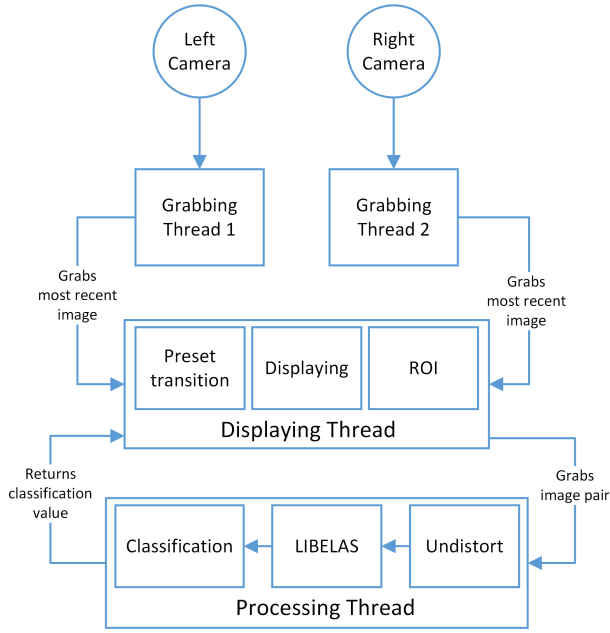 Left
Camera
Right
Camera
Grabbing
Thread 1
Grabbing
Thread 2
Grabs
most recent
image
Grabs
most recent
image
Preset
transition
Displaying
ROI
Displaying Thread
Returns
classification
value
Grabs
image pair
Classification
LIBELAS
Undistort
Processing Thread